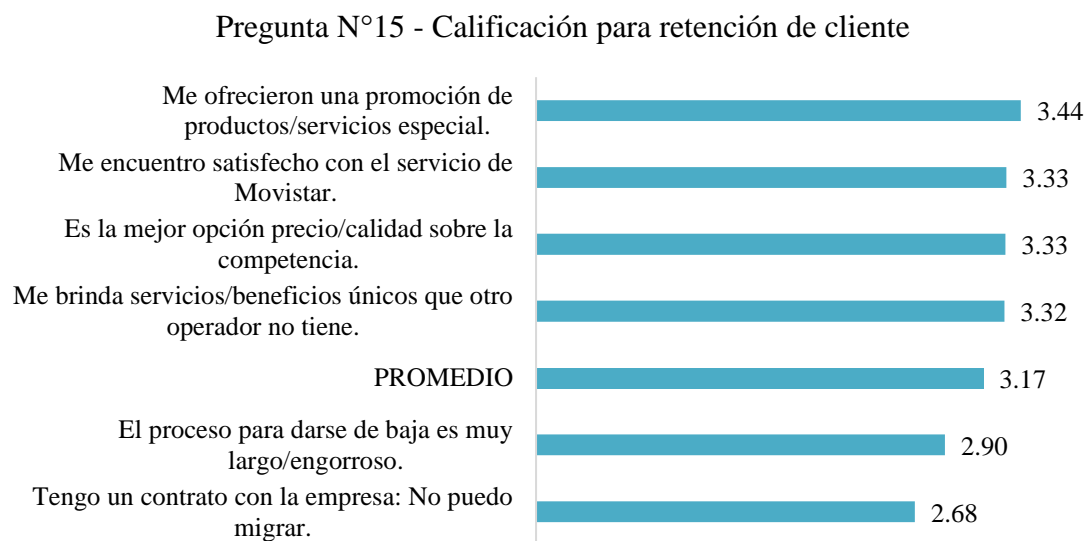 Pregunta N°15 - Calificación para retención de cliente
Me ofrecieron una promoción de
productos/servicios especial.
3.44
Me encuentro satisfecho con el servicio de
Movistar.
3.33
Es la mejor opción precio/calidad sobre la
competencia.
3.33
Me brinda servicios/beneficios únicos que otro
operador no tiene.
3.32
PROMEDIO
3.17
El proceso para darse de baja es muy
largo/engorroso.
2.90
Tengo un contrato con la empresa: No puedo
migrar.
2.68